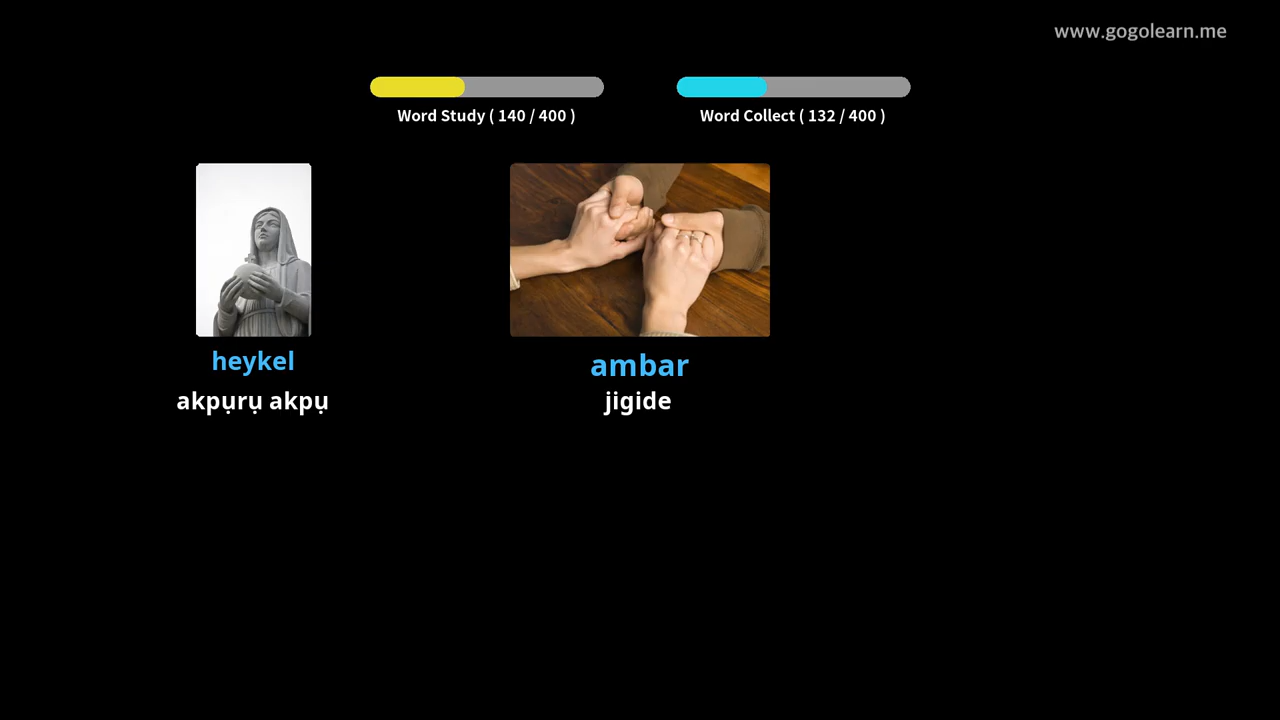 www.gogolearn.me
Word Study ( 140 / 400 )
Word Collect ( 132 / 400 )
heykel
akpụrụ akpụ
ambar
jigide